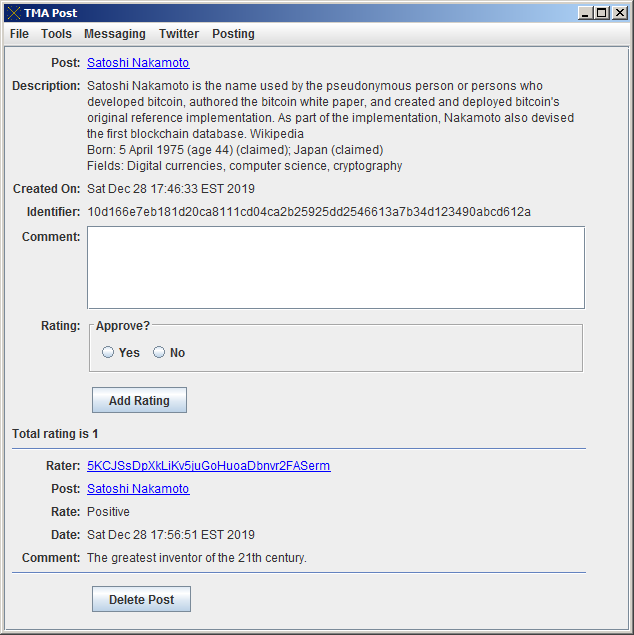 TMA Post
File Tools Messaging Twitter Posting
Post: Satoshi Nakamoto
Description: Satoshi Nakamoto is the name used by the pseudonymous person or persons who
developed bitcoin, authored the bitcoin white paper, and created and deployed bitcoin's
original reference implementation. As part of the implementation, Nakamoto also devised
the first blockchain database. Wikipedia
Born: 5 April 1975 (age 44) (claimed); Japan (claimed)
Fields: Digital currencies, computer science, cryptography
Created On: Sat Dec 28 17:46:33 EST 2019
Identifier: 10d166e7eb181d20ca8111cd04ca2b25925dd2546613a7b34d123490abcd612a
Comment:
Rating: Approve?
Yes No
Add Rating
Total rating is 1
Rater: 5KCJSsDpXkLiKv5juGoHuoaDbnvr2FASerm
Post: Satoshi Nakamoto
Rate: Positive
Date: Sat Dec 28 17:56:51 EST 2019
Comment: The greatest inventor of the 21th century.
Delete Post